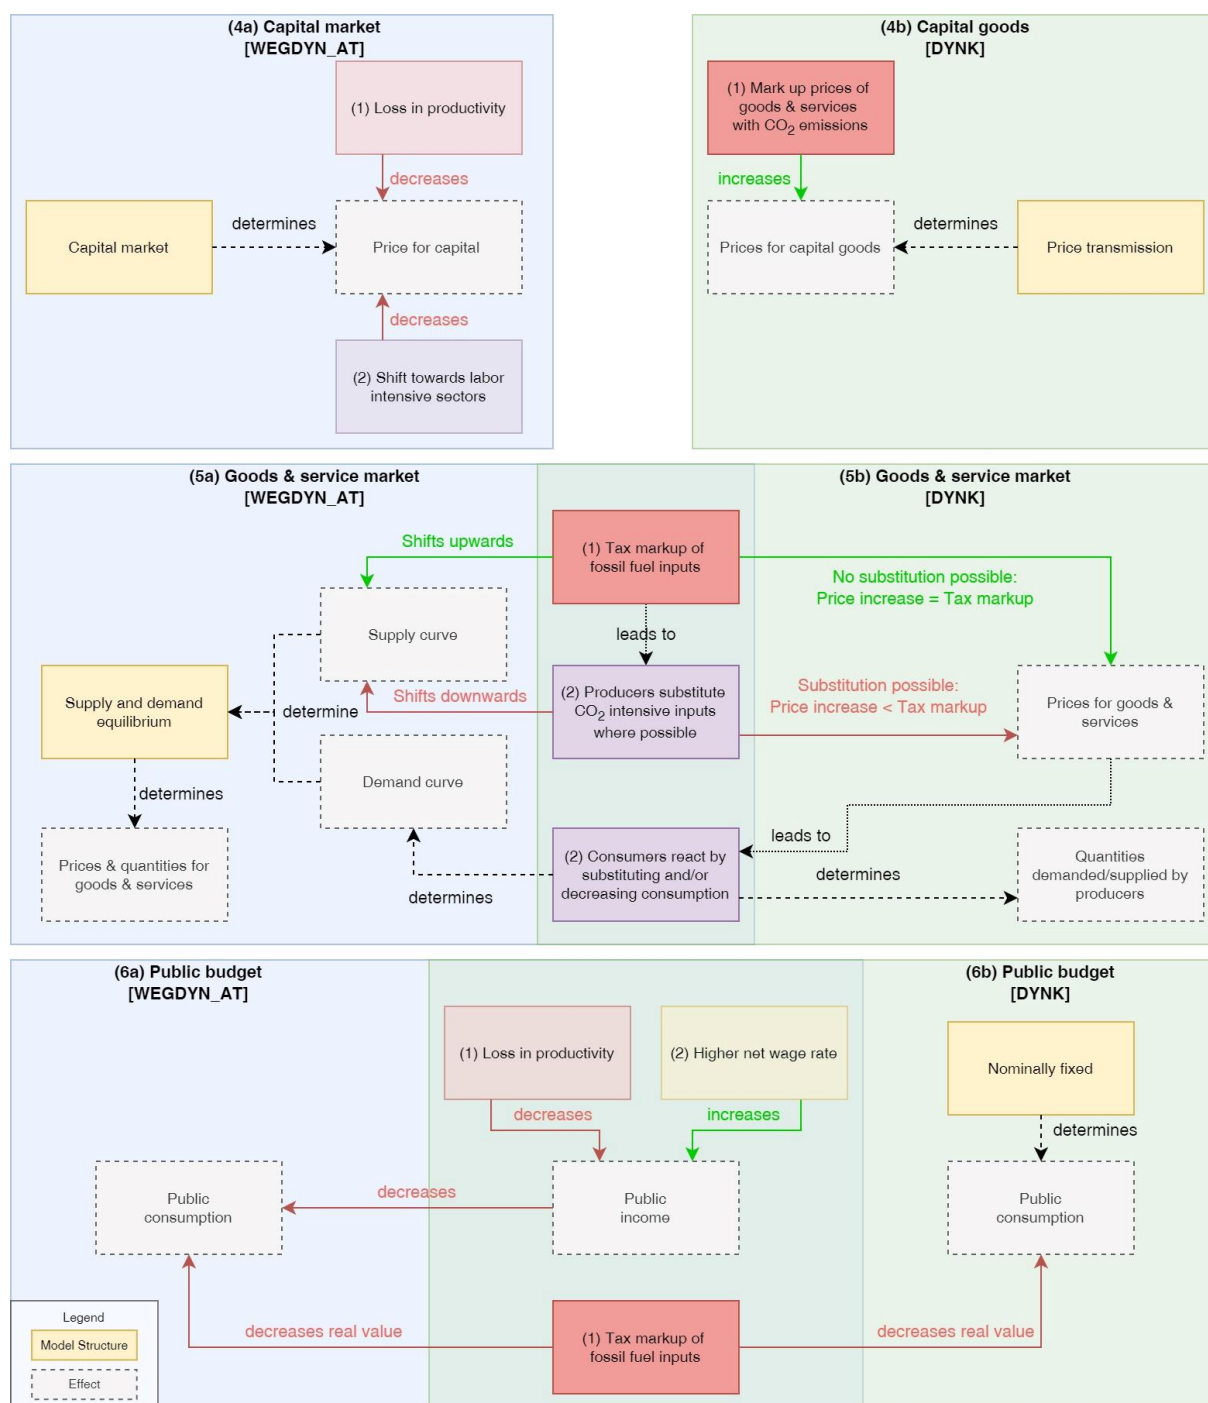 (4a) Capital market
[WEGDYN_AT]
(1) Loss in productivity
decreases
Capital market
determines
Price for capital
decreases
(2) Shift towards labor
intensive sectors
(4b) Capital goods
[DYNK]
(1) Mark up prices of
goods & services
with CO2 emissions
increases
Prices for capital goods
determines
Price transmission
(5a) Goods & service market
[WEGDYN_AT]
(5b) Goods & service market
[DYNK]
Shifts upwards
(1) Tax markup of
fossil fuel inputs
No substitution possible:
Price increase = Tax markup
Supply curve
leads to
Supply and demand
equilibrium
determine
Shifts downwards
(2) Producers substitute
CO2 intensive inputs
where possible
Substitution possible:
Price increase < Tax markup
Prices for goods &
services
Demand curve
determines
Prices & quantities for
goods & services
determines
leads to
(2) Consumers react by
substituting and/or
decreasing consumption
determines
Quantities
demanded/supplied by
producers
(6a) Public budget
[WEGDYN_AT]
(6b) Public budget
[DYNK]
(1) Loss in productivity
(2) Higher net wage rate
Nominally fixed
decreases
increases
determines
Public
consumption
decreases
Public
income
Public
consumption
decreases real value
(1) Tax markup of
fossil fuel inputs
decreases real value
Legend
Model Structure
Effect